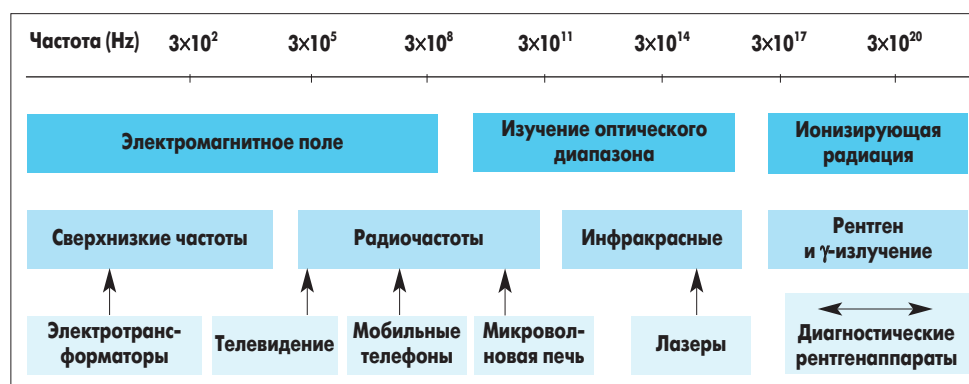 Частота (Hz) 3×10² 3×10⁵ 3×10⁸ 3×10¹¹ 3×10¹⁴ 3×10¹⁷ 3×10²⁰
Электромагнитное поле
Изучение оптического
диапазона
Ионизирующая
радиация
Сверхнизкие частоты
Радиочастоты
Инфракрасные
Рентген
и γ-излучение
Электротранс-
форматоры
Телевидение
Мобильные
телефоны
Микровол-
новая печь
Лазеры
Диагностические
рентгенаппараты